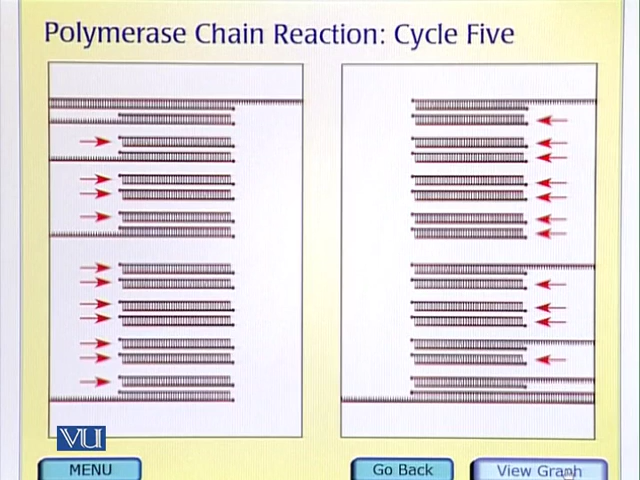 Polymerase Chain Reaction: Cycle Five
VU
MENU
Go Back
View Graph